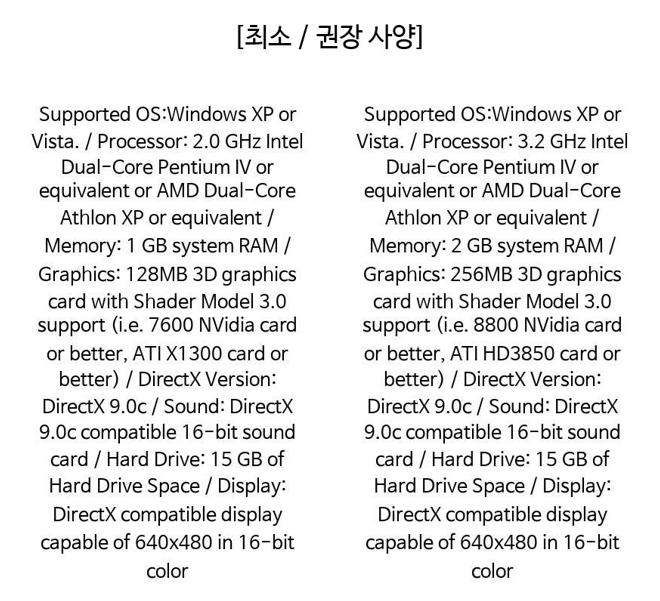 [최소 / 권장 사양]
Supported OS:Windows XP or
Vista. / Processor: 2.0 GHz Intel
Dual-Core Pentium IV or
equivalent or AMD Dual-Core
Athlon XP or equivalent /
Memory: 1 GB system RAM /
Graphics: 128MB 3D graphics
card with Shader Model 3.0
support (i.e. 7600 NVidia card
or better, ATI X1300 card or
better) / DirectX Version:
DirectX 9.0c / Sound: DirectX
9.0c compatible 16-bit sound
card / Hard Drive: 15 GB of
Hard Drive Space / Display:
DirectX compatible display
capable of 640x480 in 16-bit
color
Supported OS:Windows XP or
Vista. / Processor: 3.2 GHz Intel
Dual-Core Pentium IV or
equivalent or AMD Dual-Core
Athlon XP or equivalent /
Memory: 2 GB system RAM /
Graphics: 256MB 3D graphics
card with Shader Model 3.0
support (i.e. 8800 NVidia card
or better, ATI HD3850 card or
better) / DirectX Version:
DirectX 9.0c / Sound: DirectX
9.0c compatible 16-bit sound
card / Hard Drive: 15 GB of
Hard Drive Space / Display:
DirectX compatible display
capable of 640x480 in 16-bit
color